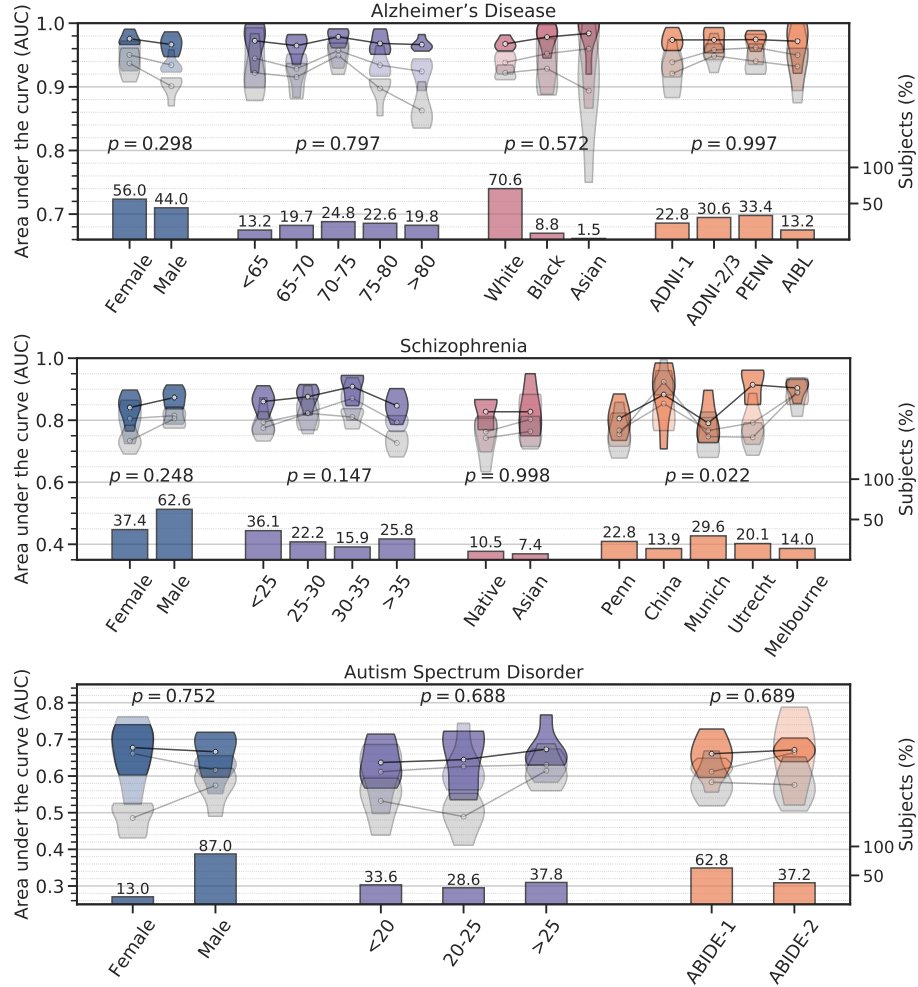 Alzheimer’s Disease
Area under the curve (AUC)
1.0
0.9
0.8
0.7
p = 0.298
p = 0.797
p = 0.572
p = 0.997
Subjects (%)
100
50
56.0 44.0 13.2 19.7 24.8 22.6 19.8 70.6 8.8 1.5 22.8 30.6 33.4 13.2
Female Male <65 65-70 70-75 75-80 >80 White Black Asian ADNI-1 ADNI-2/3 PENN AIBL
Schizophrenia
Area under the curve (AUC)
1.0
0.8
0.6
0.4
p = 0.248
p = 0.147
p = 0.998
p = 0.022
Subjects (%)
100
50
37.4 62.6 36.1 22.2 15.9 25.8 10.5 7.4 22.8 13.9 29.6 20.1 14.0
Female Male <25 25-30 30-35 >35 Native Asian Penn China Munich Utrecht Melbourne
Autism Spectrum Disorder
Area under the curve (AUC)
0.8
0.7
0.6
0.5
0.4
0.3
p = 0.752
p = 0.688
p = 0.689
Subjects (%)
100
50
13.0 87.0 33.6 28.6 37.8 62.8 37.2
Female Male <20 20-25 >25 ABIDE-1 ABIDE-2